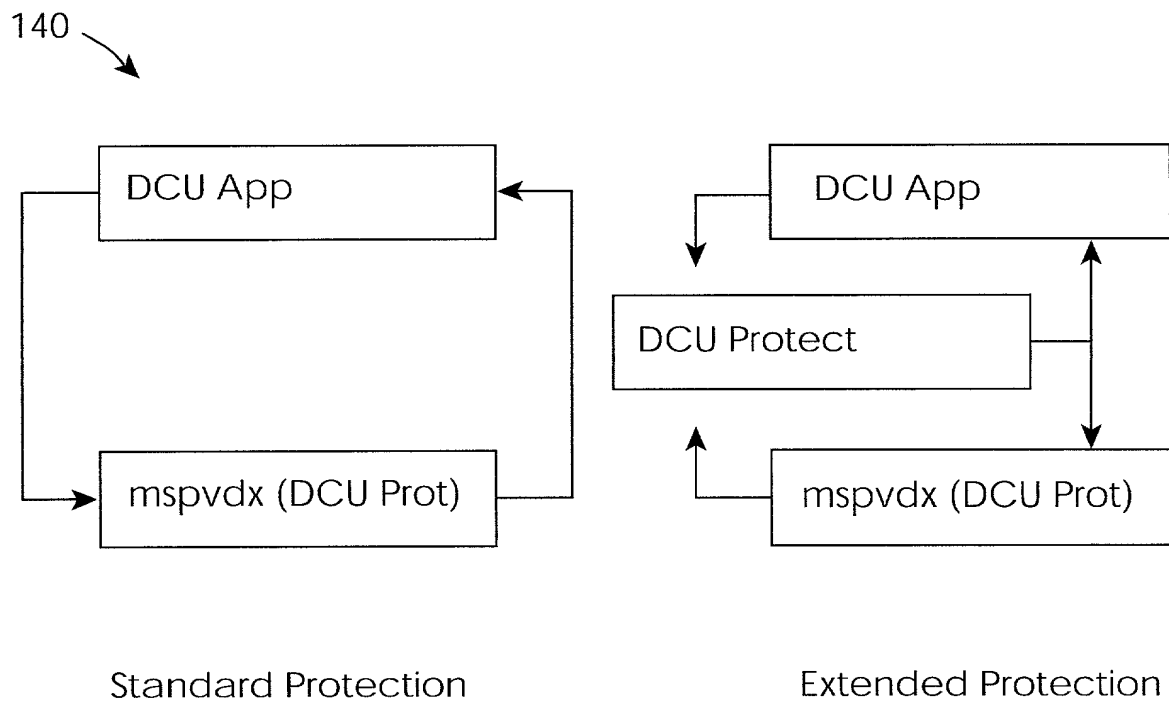 140
DCU App
mspvdx (DCU Prot)
Standard Protection
DCU App
DCU Protect
mspvdx (DCU Prot)
Extended Protection